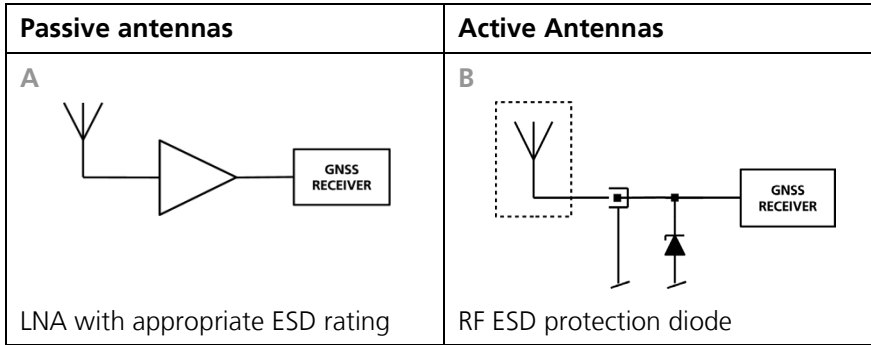 Passive antennas
Active Antennas
A
GNSS
RECEIVER
LNA with appropriate ESD rating
B
GNSS
RECEIVER
RF ESD protection diode